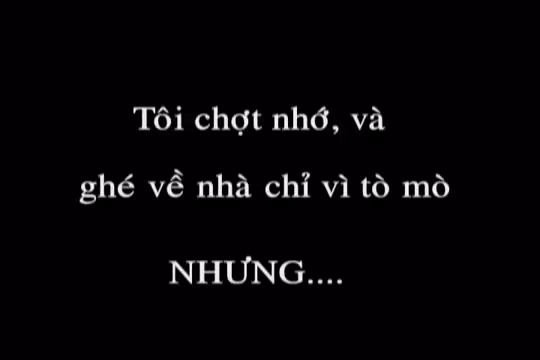 Tôi chợt nhớ, và
ghé về nhà chỉ vì tò mò
NHƯNG....